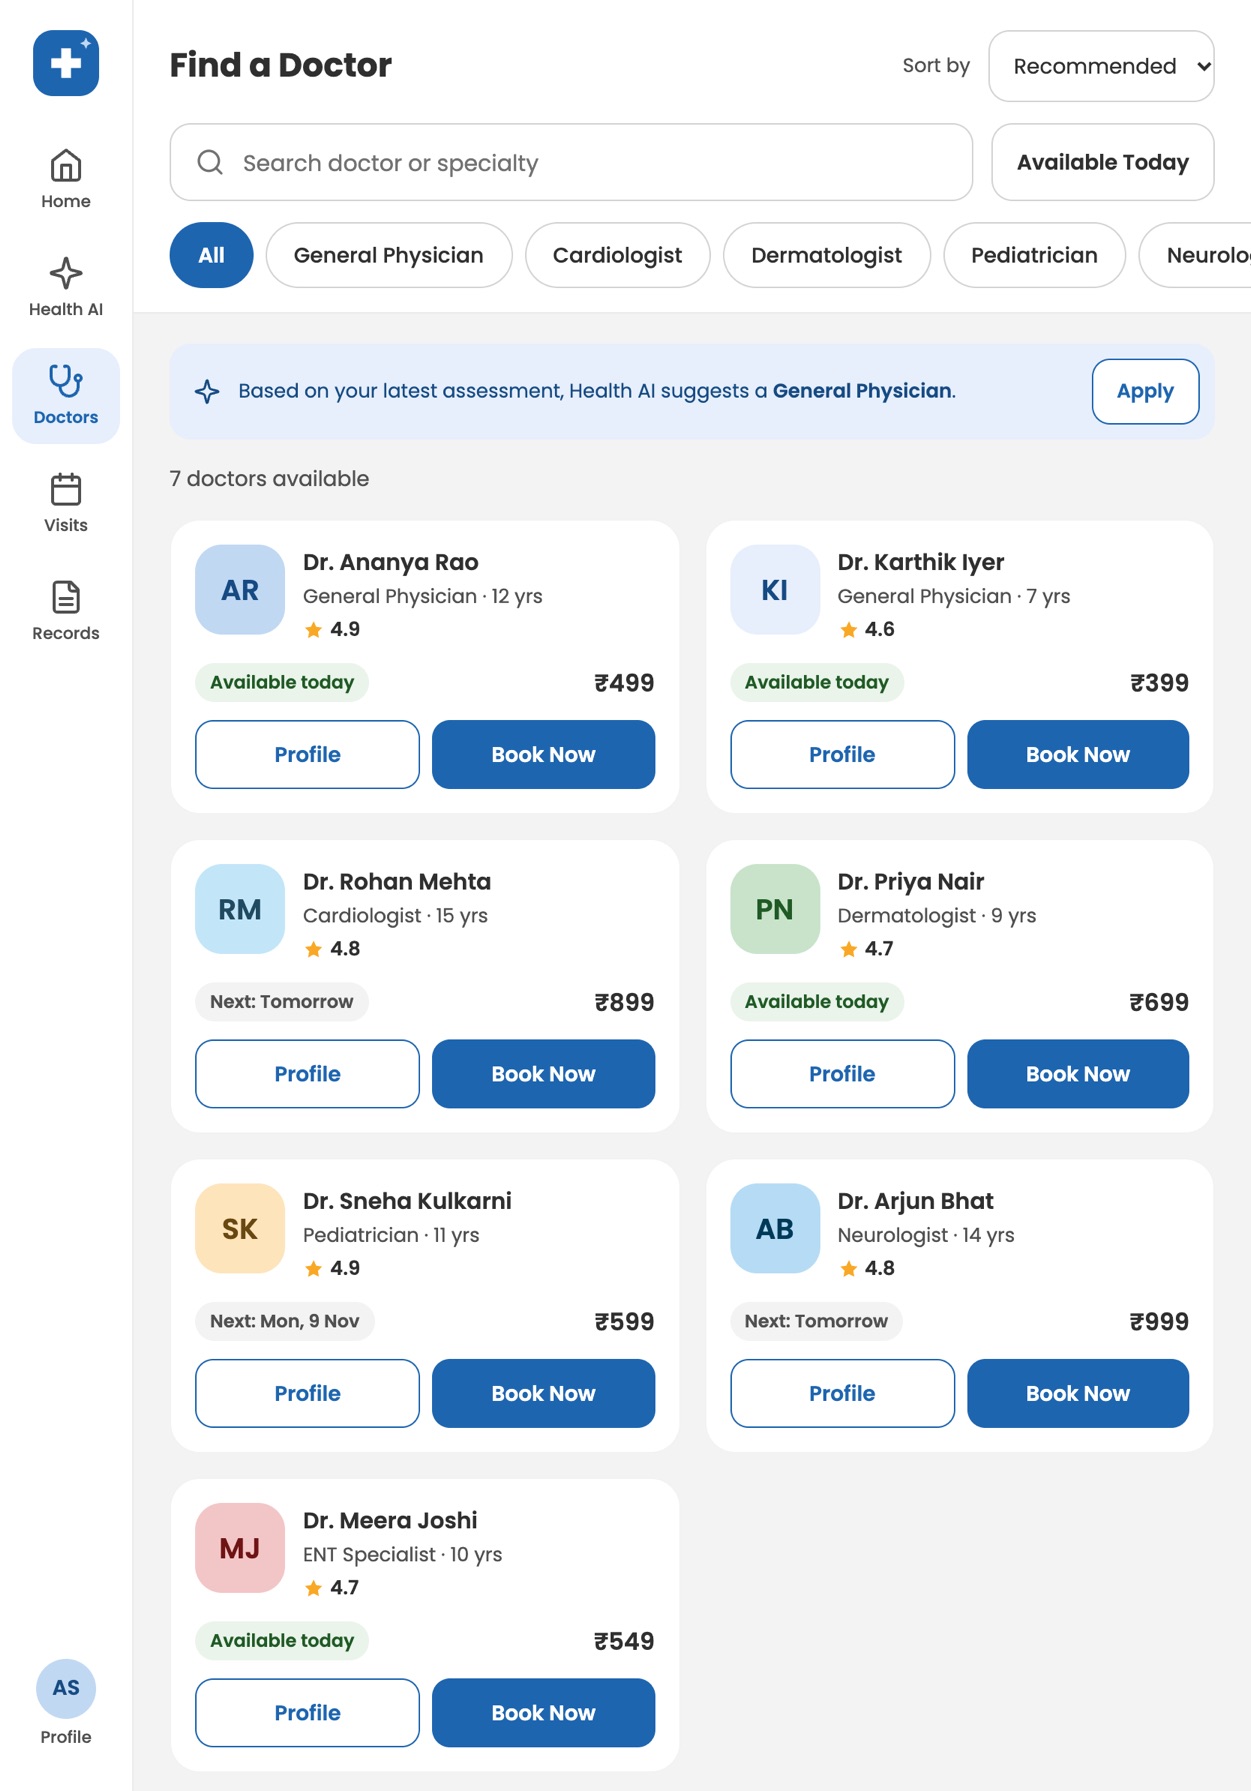 Find a Doctor
Sort by
Recommended
Search doctor or specialty
Available Today
All
General Physician
Cardiologist
Dermatologist
Pediatrician
Neurolo
Home
Health AI
Doctors
Visits
Records
Based on your latest assessment, Health AI suggests a General Physician.
Apply
7 doctors available
AR
Dr. Ananya Rao
General Physician · 12 yrs
4.9
Available today
₹499
Profile
Book Now
KI
Dr. Karthik Iyer
General Physician · 7 yrs
4.6
Available today
₹399
Profile
Book Now
RM
Dr. Rohan Mehta
Cardiologist · 15 yrs
4.8
Next: Tomorrow
₹899
Profile
Book Now
PN
Dr. Priya Nair
Dermatologist · 9 yrs
4.7
Available today
₹699
Profile
Book Now
SK
Dr. Sneha Kulkarni
Pediatrician · 11 yrs
4.9
Next: Mon, 9 Nov
₹599
Profile
Book Now
AB
Dr. Arjun Bhat
Neurologist · 14 yrs
4.8
Next: Tomorrow
₹999
Profile
Book Now
MJ
Dr. Meera Joshi
ENT Specialist · 10 yrs
4.7
Available today
₹549
Profile
Book Now
AS
Profile